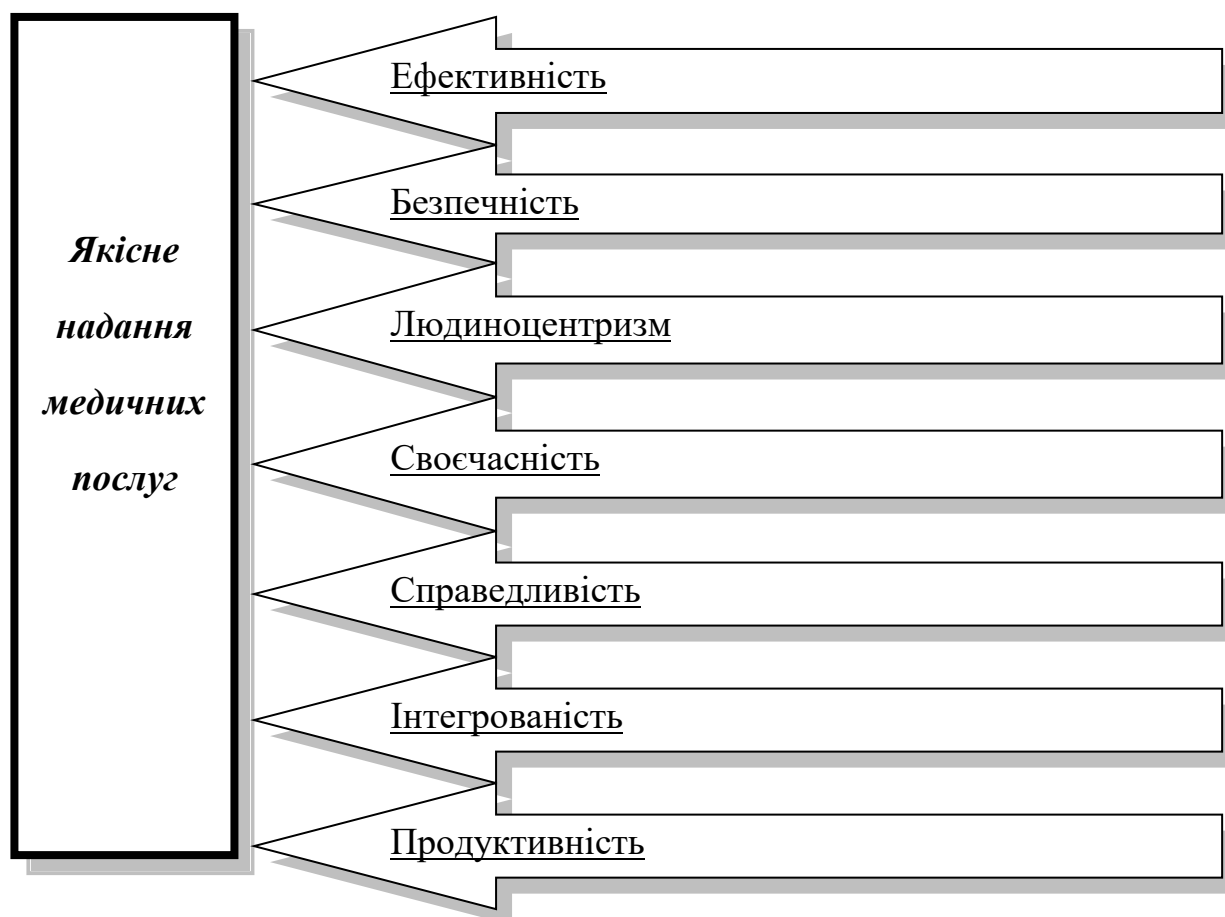 Якісне
надання
медичних
послуг
Ефективність
Безпечність
Людиноцентризм
Своєчасність
Справедливість
Інтегрованість
Продуктивність